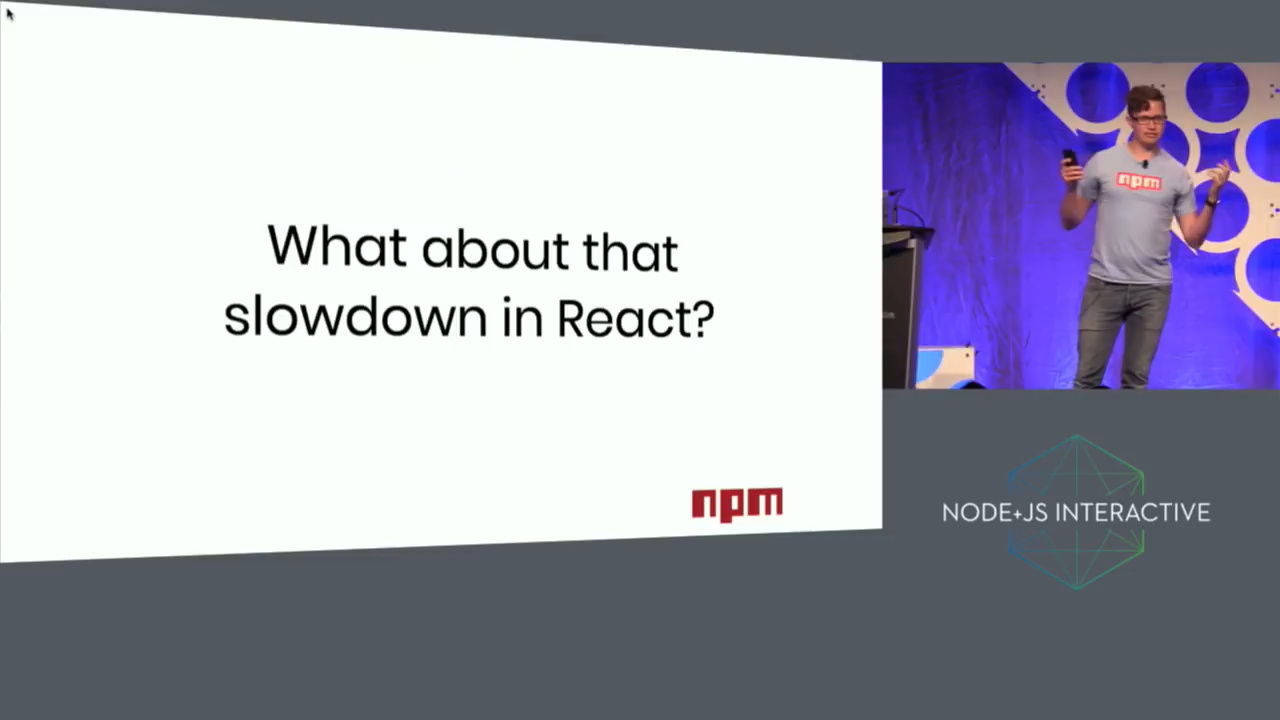 What about that
slowdown in React?
npm
npm
NODE+JS INTERACTIVE